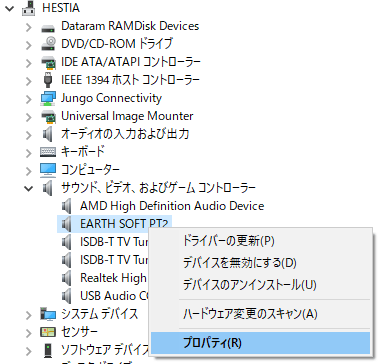 HESTIA
Dataram RAMDisk Devices
DVD/CD-ROM ドライブ
IDE ATA/ATAPI コントローラー
IEEE 1394 ホスト コントローラー
Jungo Connectivity
Universal Image Mounter
オーディオの入力および出力
キーボード
コンピューター
サウンド、ビデオ、およびゲーム コントローラー
AMD High Definition Audio Device
EARTH SOFT PT2
ISDB-T TV
ISDB-T TV
Realtek
USB Audio
システム デバイス
センサー
ソフトウェア デバイス
ドライバーの更新(P)
デバイスを無効にする(D)
デバイスのアンインストール(U)
ハードウェア変更のスキャン(A)
プロパティ(R)